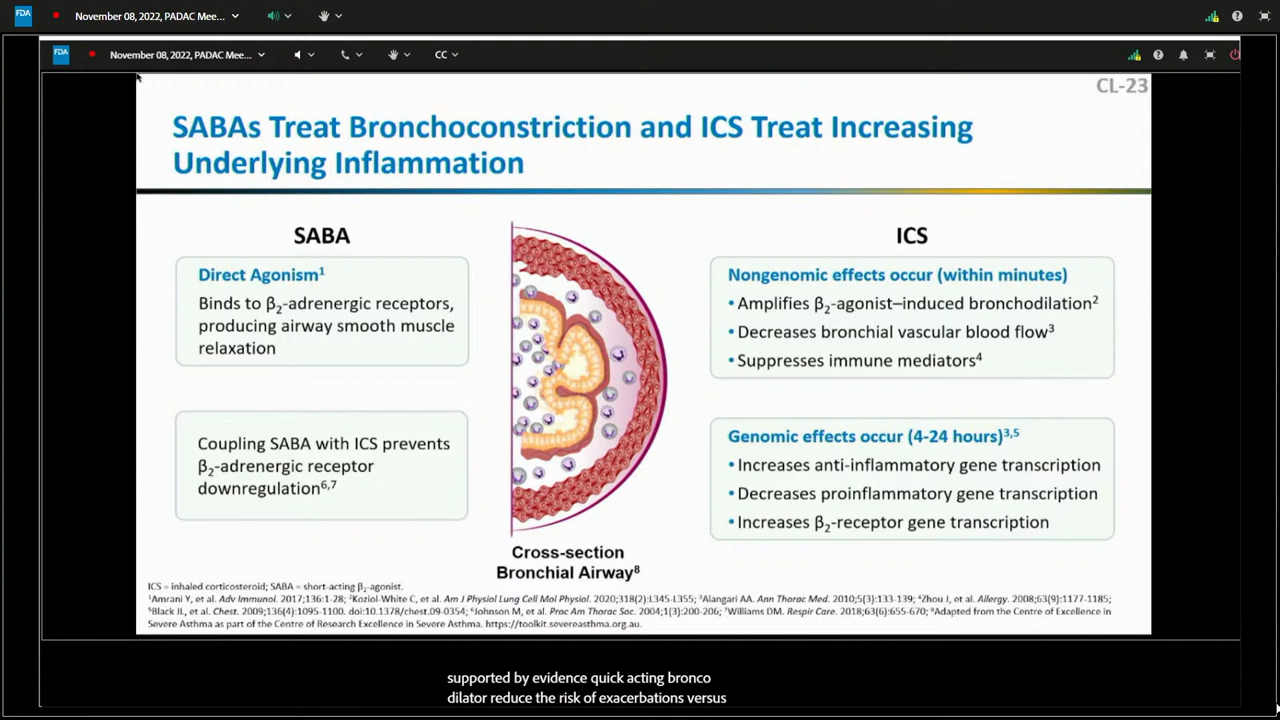 FDA
November 08, 2022, PADAC Mee...
FDA
November 08, 2022, PADAC Mee...
CC
CL-23
SABAs Treat Bronchoconstriction and ICS Treat Increasing
Underlying Inflammation
SABA
Direct Agonism¹
Binds to β₂-adrenergic receptors,
producing airway smooth muscle
relaxation
Coupling SABA with ICS prevents
β₂-adrenergic receptor
downregulation⁶,⁷
Cross-section
Bronchial Airway⁸
ICS
Nongenomic effects occur (within minutes)
•Amplifies β₂-agonist–induced bronchodilation²
•Decreases bronchial vascular blood flow³
•Suppresses immune mediators⁴
Genomic effects occur (4-24 hours)³,⁵
•Increases anti-inflammatory gene transcription
•Decreases proinflammatory gene transcription
•Increases β₂-receptor gene transcription
ICS = inhaled corticosteroid; SABA = short-acting β₂-agonist.
¹Amrani Y, et al. Adv Immunol. 2017;136:1-28; ²Koziol-White C, et al. Am J Physiol Lung Cell Mol Physiol. 2020;318(2):L345-L355; ³Alangari AA. Ann Thorac Med. 2010;5(3):133-139; ⁴Zhou J, et al. Allergy. 2008;63(9):1177-1185;
⁵Black JL, et al. Chest. 2009;136(4):1095-1100. doi:10.1378/chest.09-0354; ⁶Johnson M, et al. Proc Am Thorac Soc. 2004;1(3):200-206; ⁷Williams DM. Respir Care. 2018;63(6):655-670; ⁸Adapted from the Centre of Excellence in
Severe Asthma as part of the Centre of Research Excellence in Severe Asthma. https://toolkit.severeasthma.org.au.
supported by evidence quick acting bronco
dilator reduce the risk of exacerbations versus